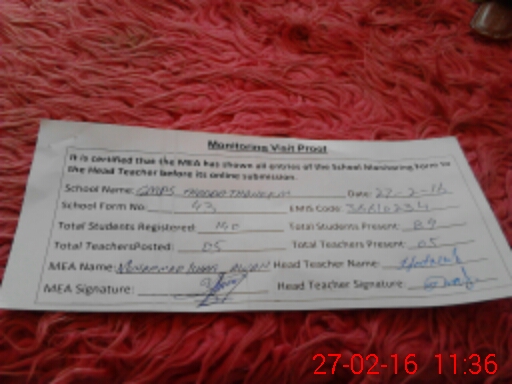 Monitoring Visit Proof
It is certified that the MEA has shown all entries of the School Monitoring Form to
the Head Teacher before its online submission.
School Name: GMPS Date: 27-2-16
School Form No: 43 EMIS Code:
Total Students Registered: Total Students Present: 89
Total Teachers Posted: 05 Total Teachers Present: 05
MEA Name: Muhammad Head Teacher Name:
MEA Signature: Head Teacher Signature:
27-02-16 11:36